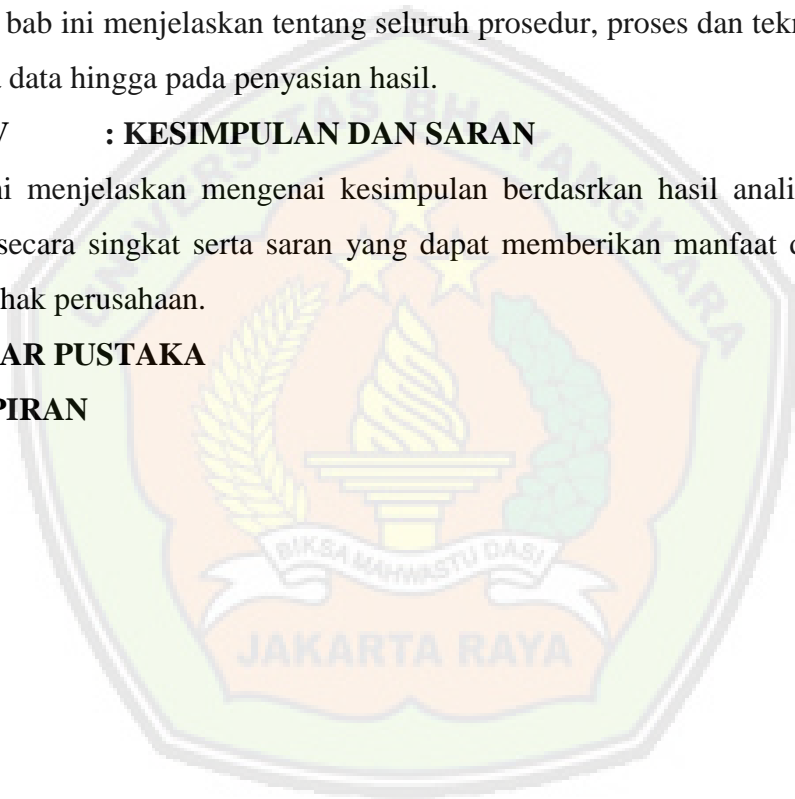 bab ini menjelaskan tentang seluruh prosedur, proses dan tekn
data hingga pada penyasian hasil.
: KESIMPULAN DAN SARAN
ni menjelaskan mengenai kesimpulan berdasrkan hasil anali
secara singkat serta saran yang dapat memberikan manfaat
hak perusahaan.
AR PUSTAKA
PIRAN
UNIVERSITAS BHAYANGKARA
BIKSA MAHWASTU DASI
JAKARTA RAYA